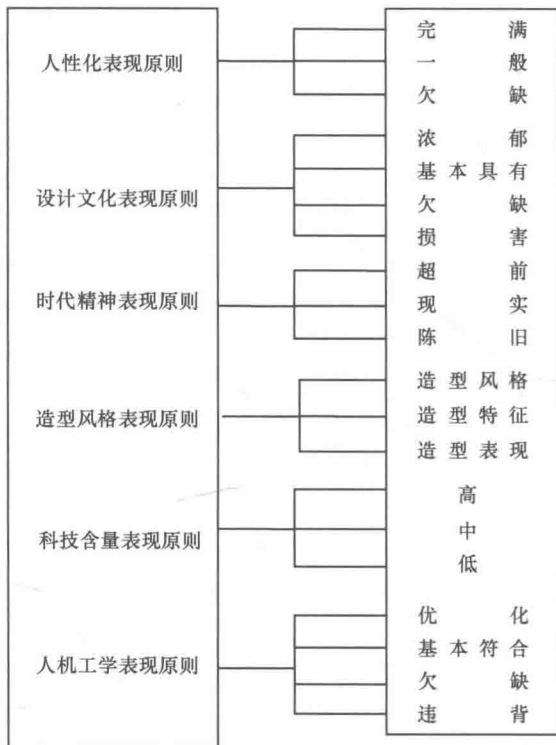 人性化表现原则
完满
一般
欠缺
设计文化表现原则
浓郁
基本具有
欠缺
损害
时代精神表现原则
超前
现实
陈旧
造型风格表现原则
造型风格
造型特征
造型表现
科技含量表现原则
高
中
低
人机工学表现原则
优化
基本符合
欠缺
违背